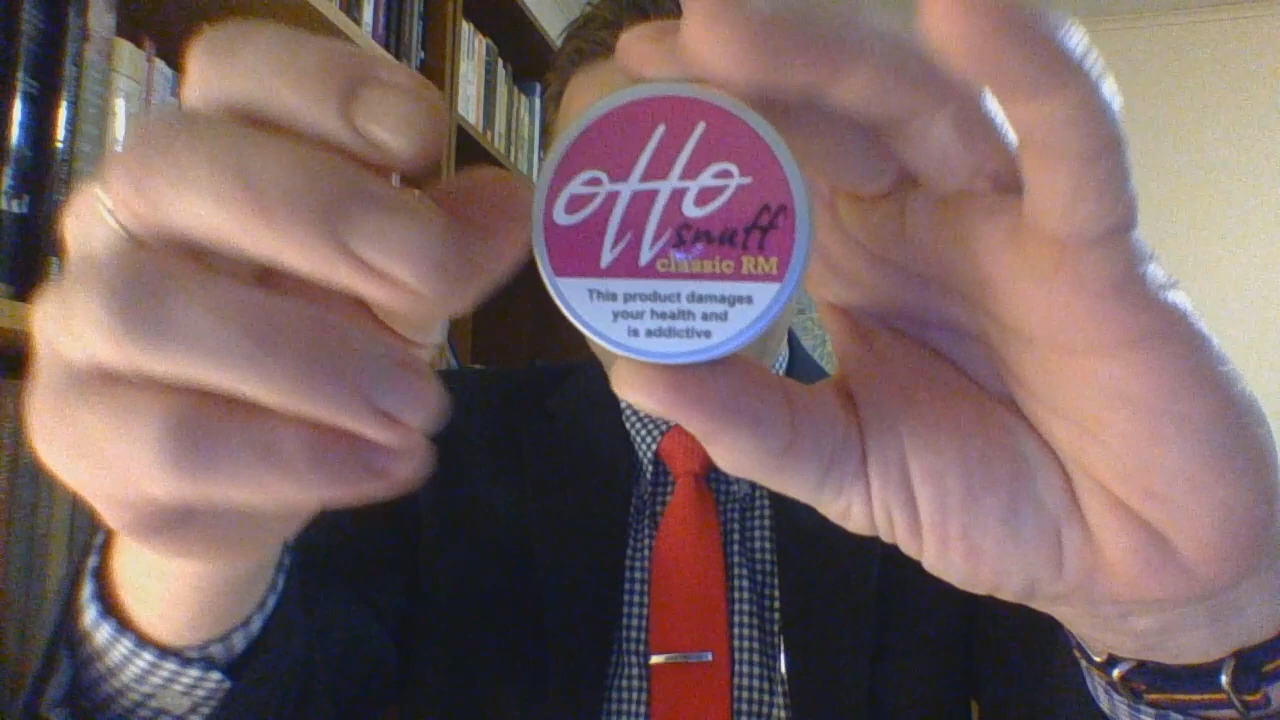 otto
snuff
classic RM
This product damages
your health and
is addictive